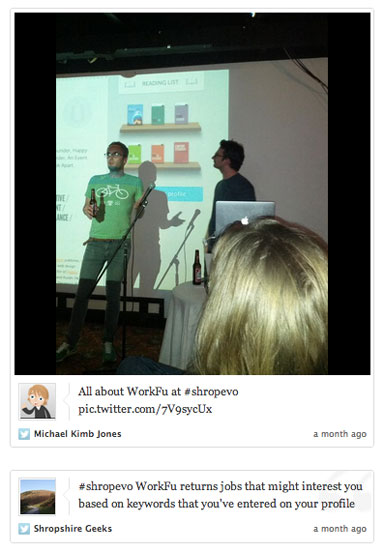 READING LIST
profile
All about WorkFu at #shropevo
pic.twitter.com/7V9sycUx
Michael Kimb Jones
a month ago
#shropevo WorkFu returns jobs that might interest you
based on keywords that you've entered on your profile
Shropshire Geeks
a month ago